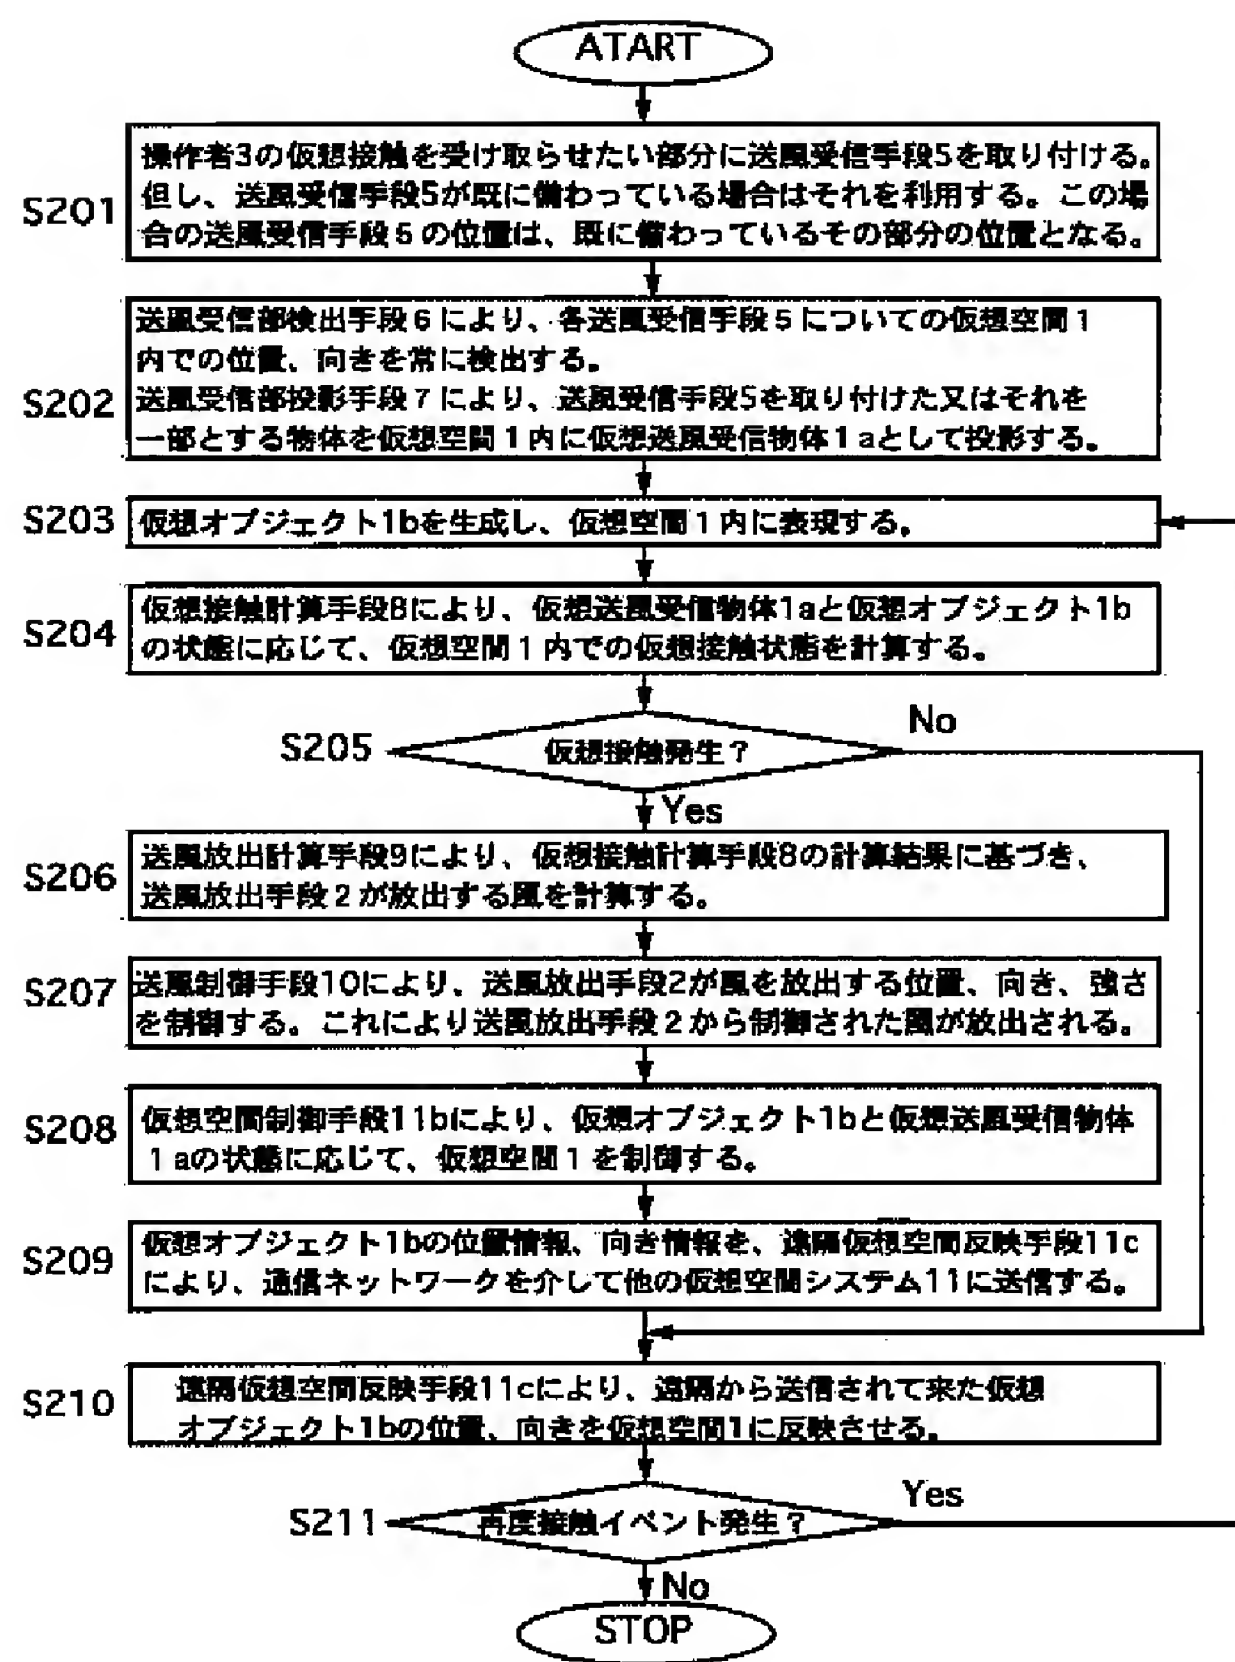 ATART
操作者3の仮想接触を受け取らせたい部分に送風受信手段5を取り付ける。
但し、送風受信手段5が既に備わっている場合はそれを利用する。この場
S201
合の送風受信手段5の位置は、既に備わっているその部分の位置となる。
送風受信部検出手段6により、各送風受信手段5についての仮想空間1
内での位置、向きを常に検出する。
S202
送風受信部投影手段7により、送風受信手段5を取り付けた又はそれを
一部とする物体を仮想空間1内に仮想送風受信物体1aとして投影する。
S203
仮想オブジェクト1bを生成し、仮想空間1内に表現する。
S204
仮想接触計算手段8により、仮想送風受信物体1aと仮想オブジェクト1b
の状態に応じて、仮想空間1内での仮想接触状態を計算する。
No
S205
仮想接触発生？
Yes
S206
送風放出計算手段9により、仮想接触計算手段8の計算結果に基づき、
送風放出手段2が放出する風を計算する。
S207
送風制御手段10により、送風放出手段2が風を放出する位置、向き、強さ
を制御する。これにより送風放出手段2から制御された風が放出される。
S208
仮想空間制御手段11bにより、仮想オブジェクト1bと仮想送風受信物体
1aの状態に応じて、仮想空間1を制御する。
S209
仮想オブジェクト1bの位置情報、向き情報を、遠隔仮想空間反映手段11c
により、通信ネットワークを介して他の仮想空間システム11に送信する。
S210
遠隔仮想空間反映手段11cにより、遠隔から送信されて来た仮想
オブジェクト1bの位置、向きを仮想空間1に反映させる。
Yes
S211
再度接触イベント発生？
No
STOP